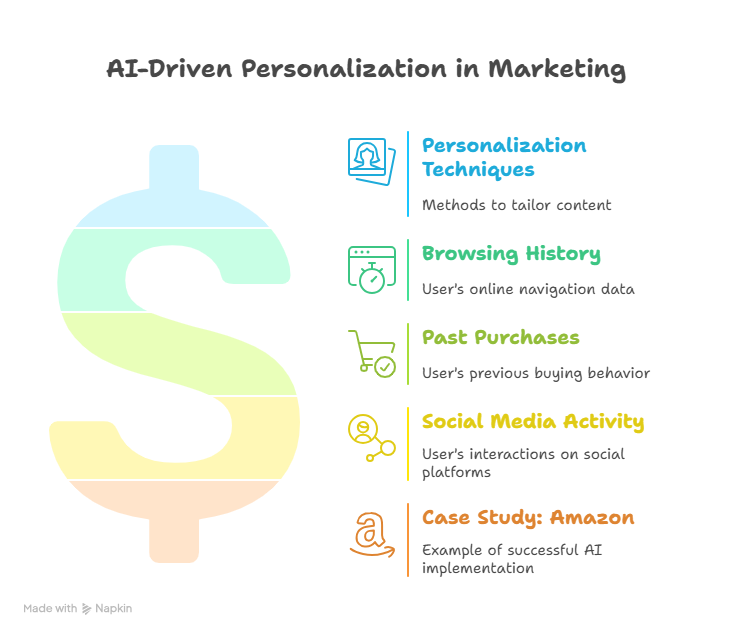 AI-Driven Personalization in Marketing
Personalization
Techniques
Methods to tailor content
Browsing History
User's online navigation data
Past Purchases
User's previous buying behavior
Social Media Activity
User's interactions on social
platforms
a
Case Study: Amazon
Example of successful AI
implementation
Made with Napkin